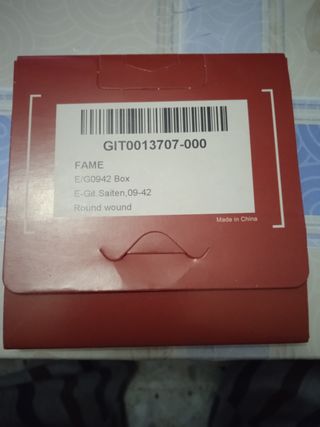 GIT0013707-000
FAME
E/G0942 Box
E-Git.Saiten,09-42
Round wound
Made in China